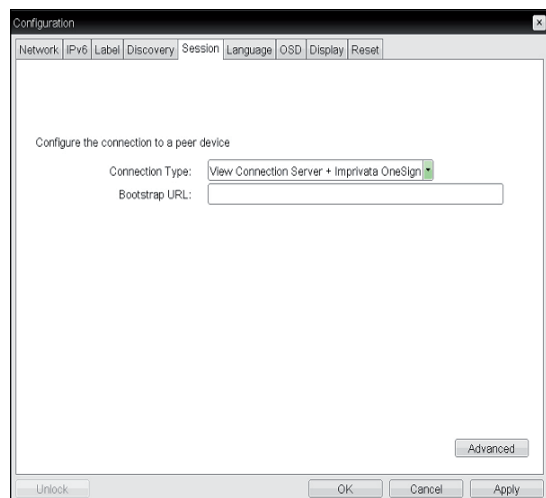 Configuration
Network IPv6 Label Discovery Session Language OSD Display Reset
Configure the connection to a peer device
Connection Type: View Connection Server + Imprivata OneSign
Bootstrap URL:
Advanced
Unlock OK Cancel Apply